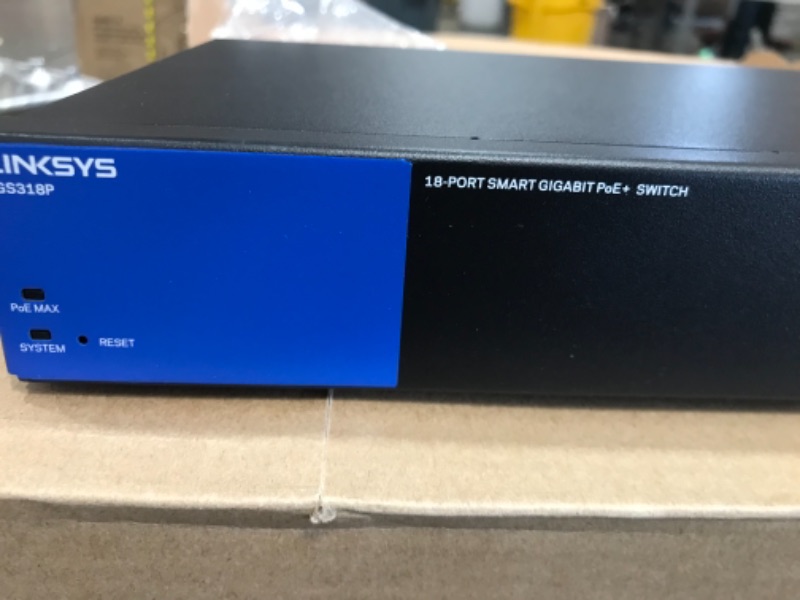 LINKSYS
GS318P
18-PORT SMART GIGABIT PoE+ SWITCH
PoE MAX
SYSTEM
RESET